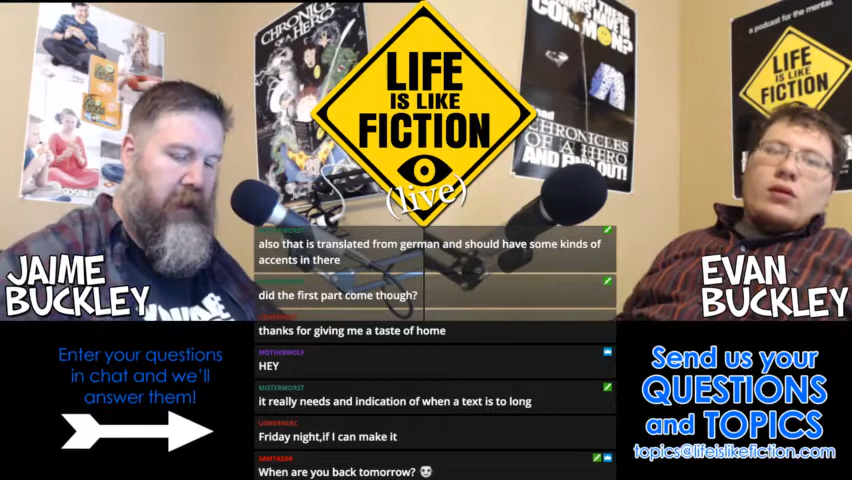 CHRONICLES
OF A HERO
COMMON?
Read
CHRONICLES
OF A HERO
AND FIND OUT!
a podcast for the mental.
LIFE
IS LIKE
FICTION
LIFE
IS LIKE
FICTION
(live)
also that is translated from german and should have some kinds of
accents in there
did the first part come though?
thanks for giving me a taste of home
MOTHERWOLF
HEY
MISTERWORST
it really needs and indication of when a text is to long
Friday night,if I can make it
When are you back tomorrow?
JAIME
BUCKLEY
EVAN
BUCKLEY
Enter your questions
in chat and we'll
answer them!
Send us your
QUESTIONS
and TOPICS
topics@lifeislikefiction.com